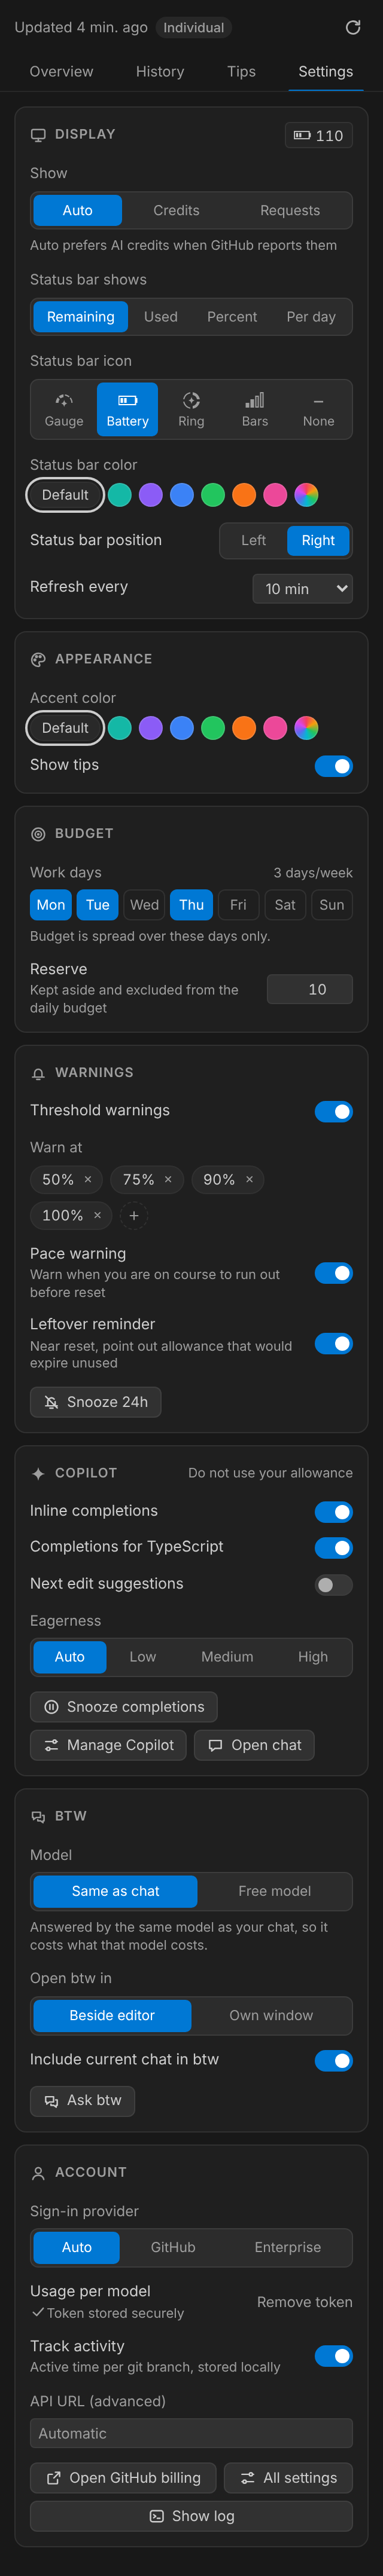 Updated 4 min. ago Individual
Overview History Tips Settings
DISPLAY 110
Show
Auto Credits Requests
Auto prefers AI credits when GitHub reports them
Status bar shows
Remaining Used Percent Per day
Status bar icon
Gauge Battery Ring Bars None
Status bar color
Default
Status bar position Left Right
Refresh every 10 min
APPEARANCE
Accent color
Default
Show tips
BUDGET
Work days 3 days/week
Mon Tue Wed Thu Fri Sat Sun
Budget is spread over these days only.
Reserve
Kept aside and excluded from the
daily budget
10
WARNINGS
Threshold warnings
Warn at
50% × 75% × 90% ×
100% × +
Pace warning
Warn when you are on course to run out
before reset
Leftover reminder
Near reset, point out allowance that would
expire unused
Snooze 24h
COPILOT Do not use your allowance
Inline completions
Completions for TypeScript
Next edit suggestions
Eagerness
Auto Low Medium High
Snooze completions
Manage Copilot Open chat
BTW
Model
Same as chat Free model
Answered by the same model as your chat, so it
costs what that model costs.
Open btw in
Beside editor Own window
Include current chat in btw
Ask btw
ACCOUNT
Sign-in provider
Auto GitHub Enterprise
Usage per model
Token stored securely
Remove token
Track activity
Active time per git branch, stored locally
API URL (advanced)
Automatic
Open GitHub billing All settings
Show log